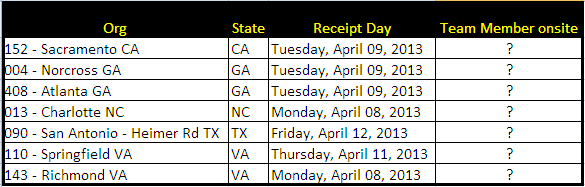 Org State Receipt Day Team Member onsite
152 - Sacramento CA CA Tuesday, April 09, 2013 ?
004 - Norcross GA GA Tuesday, April 09, 2013 ?
408 - Atlanta GA GA Tuesday, April 09, 2013 ?
013 - Charlotte NC NC Monday, April 08, 2013 ?
090 - San Antonio - Heimer Rd TX TX Friday, April 12, 2013 ?
110 - Springfield VA VA Thursday, April 11, 2013 ?
143 - Richmond VA VA Monday, April 08, 2013 ?